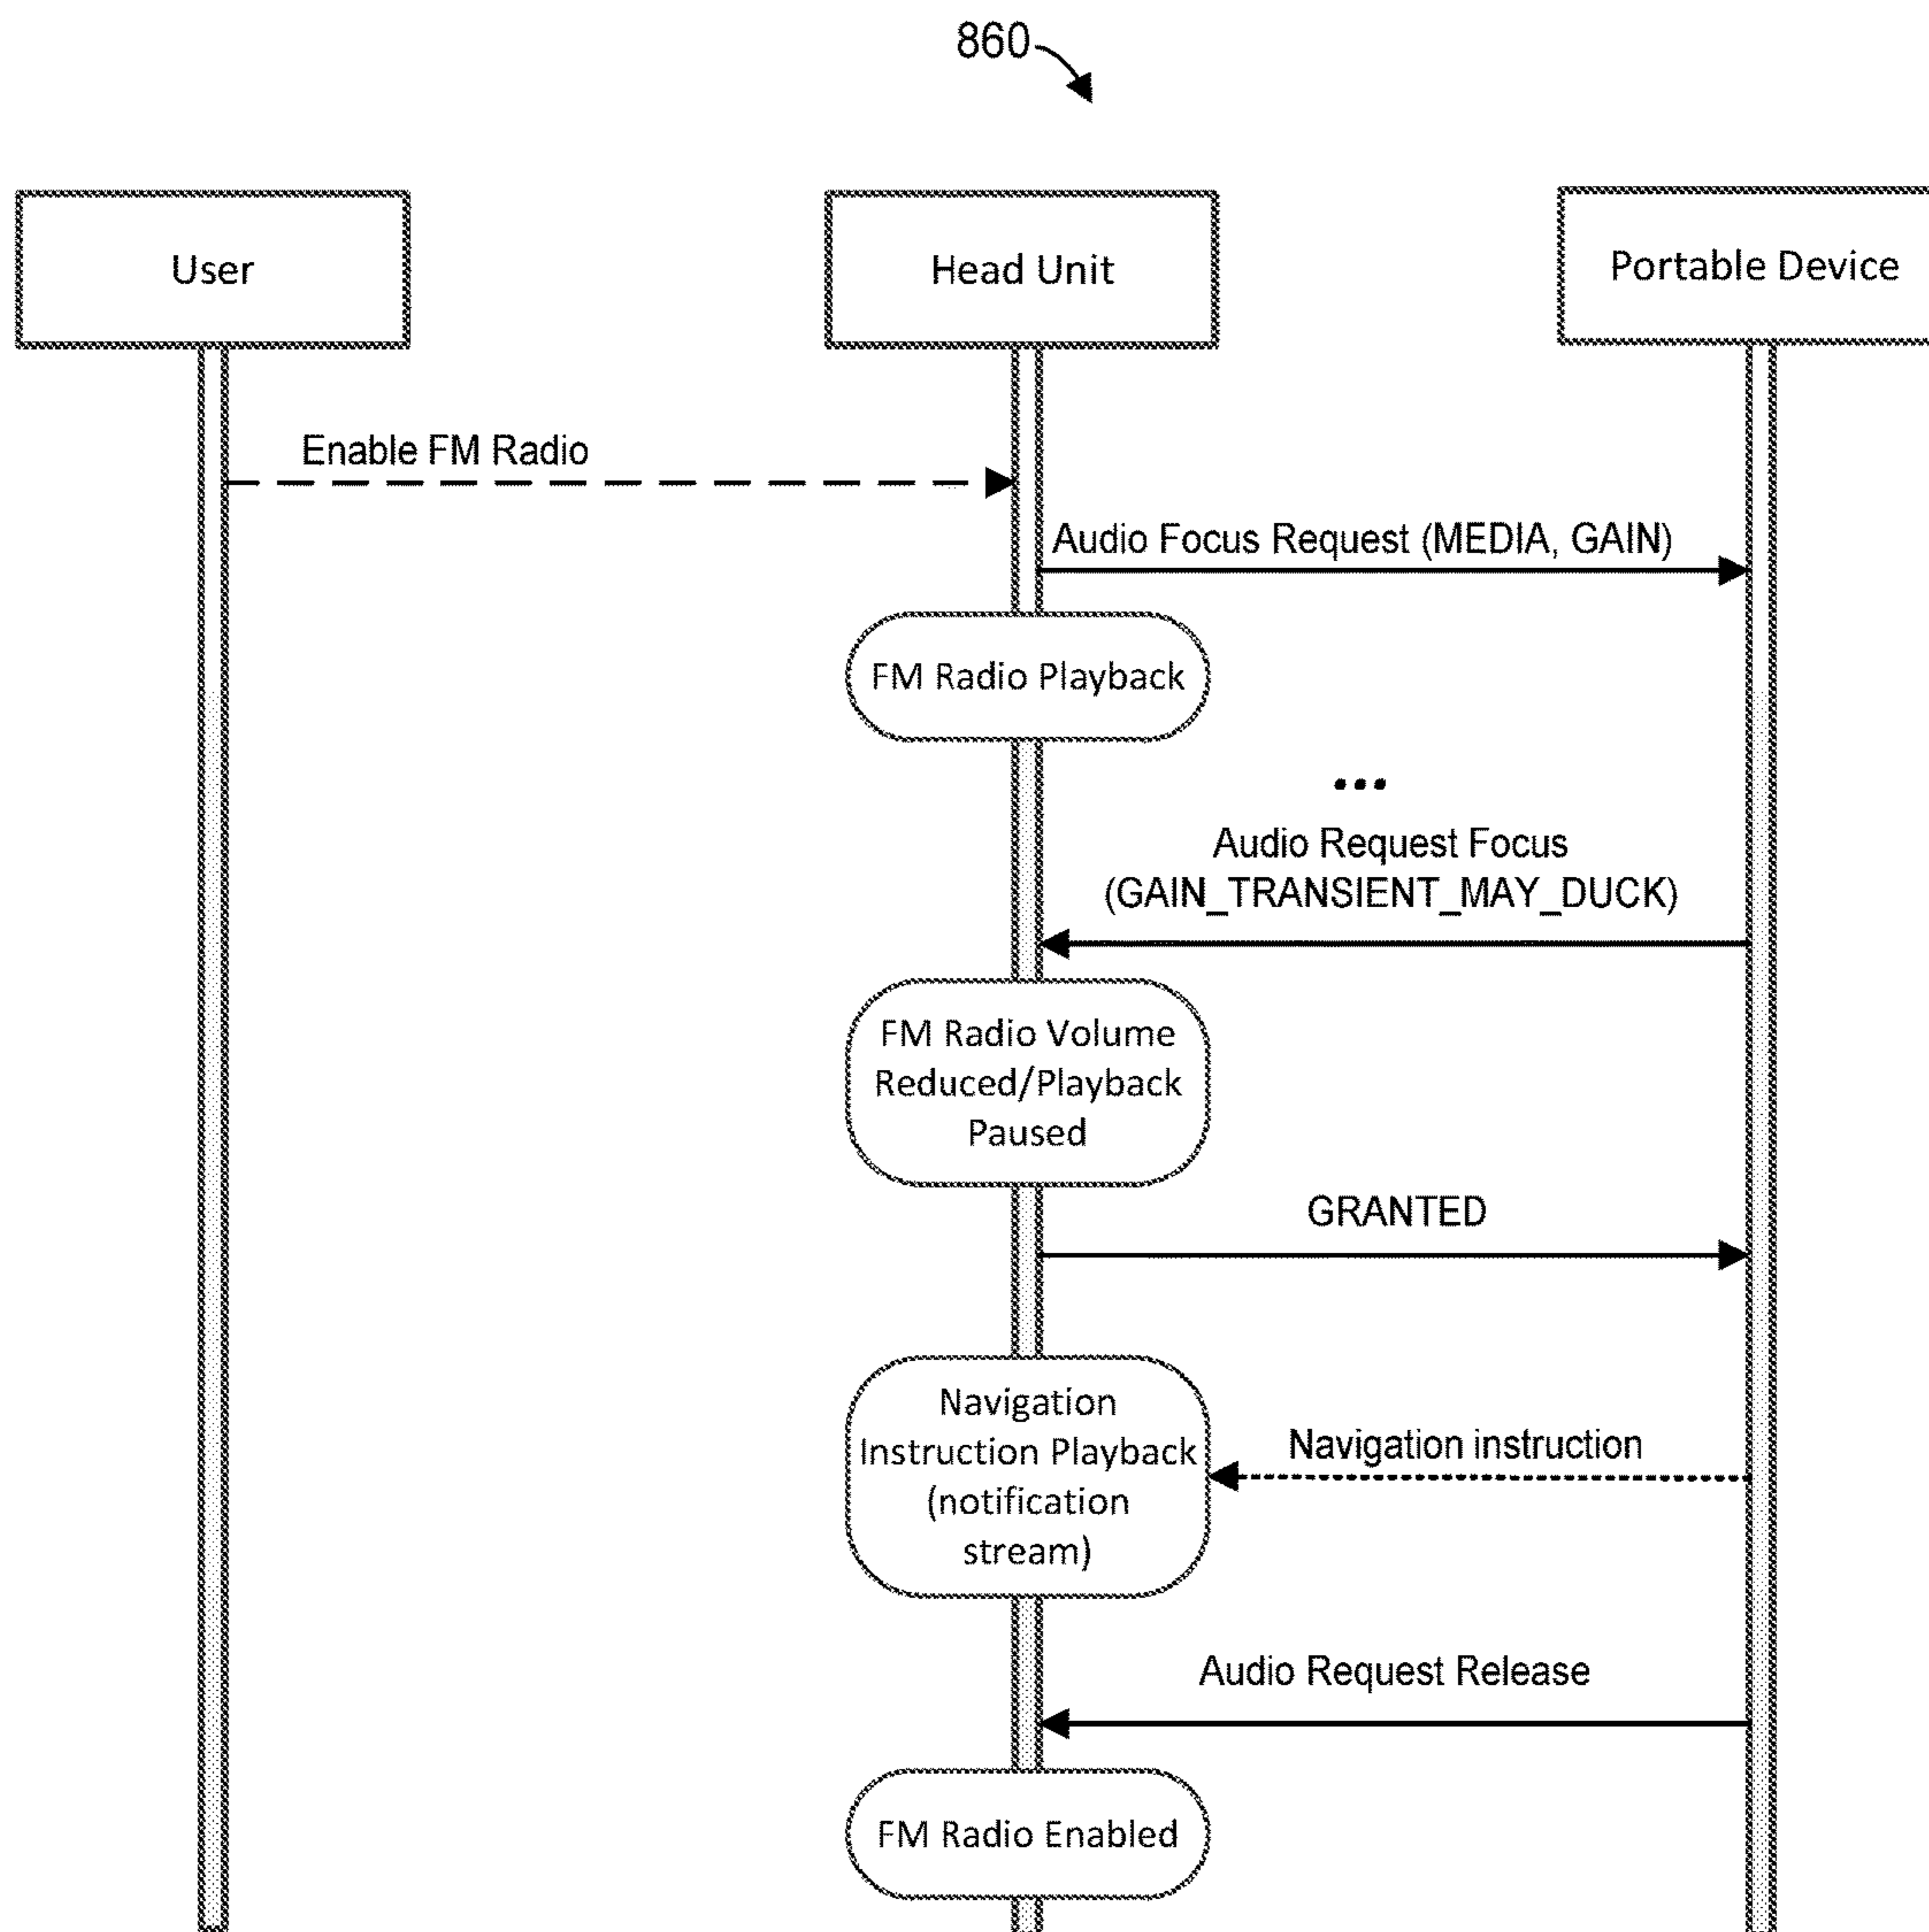 860
User
Head Unit
Portable Device
Enable FM Radio
Audio Focus Request (MEDIA, GAIN)
FM Radio Playback
...
Audio Request Focus
(GAIN_TRANSIENT_MAY_DUCK)
FM Radio Volume
Reduced/Playback
Paused
GRANTED
Navigation
Instruction Playback
(notification
stream)
Navigation instruction
Audio Request Release
FM Radio Enabled